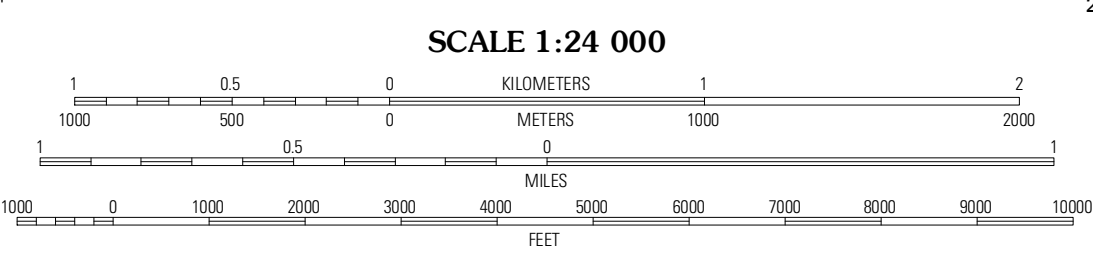 SCALE 1:24 000
1 0.5 0 KILOMETERS 1 2
1000 500 0 METERS 1000 2000
1 0.5 0 1
MILES
1000 0 1000 2000 3000 4000 5000 6000 7000 8000 9000 10000
FEET